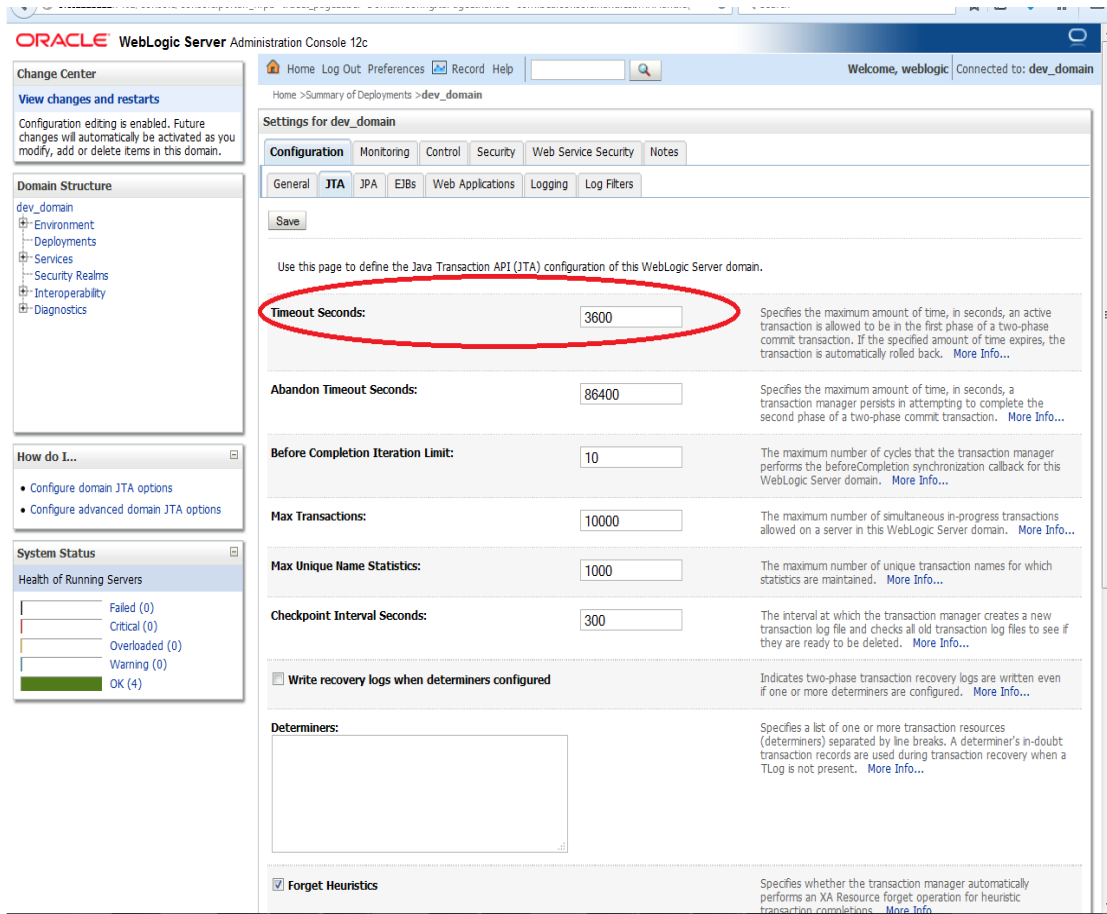 ORACLE WebLogic Server Administration Console 12c
Change Center
View changes and restarts
Configuration editing is enabled. Future
changes will automatically be activated as you
modify, add or delete items in this domain.
Domain Structure
dev_domain
Environment
Deployments
Services
Security Realms
Interoperability
Diagnostics
How do I...
Configure domain JTA options
Configure advanced domain JTA options
System Status
Health of Running Servers
Failed (0)
Critical (0)
Overloaded (0)
Warning (0)
OK (4)
Home Log Out Preferences Record Help
Welcome, weblogic Connected to: dev_domain
Home >Summary of Deployments >dev_domain
Settings for dev_domain
Configuration Monitoring Control Security Web Service Security Notes
General JTA JPA EJBs Web Applications Logging Log Filters
Save
Use this page to define the Java Transaction API (JTA) configuration of this WebLogic Server domain.
Timeout Seconds:
3600
Specifies the maximum amount of time, in seconds, an active
transaction is allowed to be in the first phase of a two-phase
commit transaction. If the specified amount of time expires, the
transaction is automatically rolled back. More Info...
Abandon Timeout Seconds:
86400
Specifies the maximum amount of time, in seconds, a
transaction manager persists in attempting to complete the
second phase of a two-phase commit transaction. More Info...
Before Completion Iteration Limit:
10
The maximum number of cycles that the transaction manager
performs the beforeCompletion synchronization callback for this
WebLogic Server domain. More Info...
Max Transactions:
10000
The maximum number of simultaneous in-progress transactions
allowed on a server in this WebLogic Server domain. More Info...
Max Unique Name Statistics:
1000
The maximum number of unique transaction names for which
statistics are maintained. More Info...
Checkpoint Interval Seconds:
300
The interval at which the transaction manager creates a new
transaction log file and checks all old transaction log files to see if
they are ready to be deleted. More Info...
Write recovery logs when determiners configured
Indicates two-phase transaction recovery logs are written even
if one or more determiners are configured. More Info...
Determiners:
Specifies a list of one or more transaction resources
(determiners) separated by line breaks. A determiner's in-doubt
transaction records are used during transaction recovery when a
TLog is not present. More Info...
Forget Heuristics
Specifies whether the transaction manager automatically
performs an XA Resource forget operation for heuristic
transaction completions. More Info